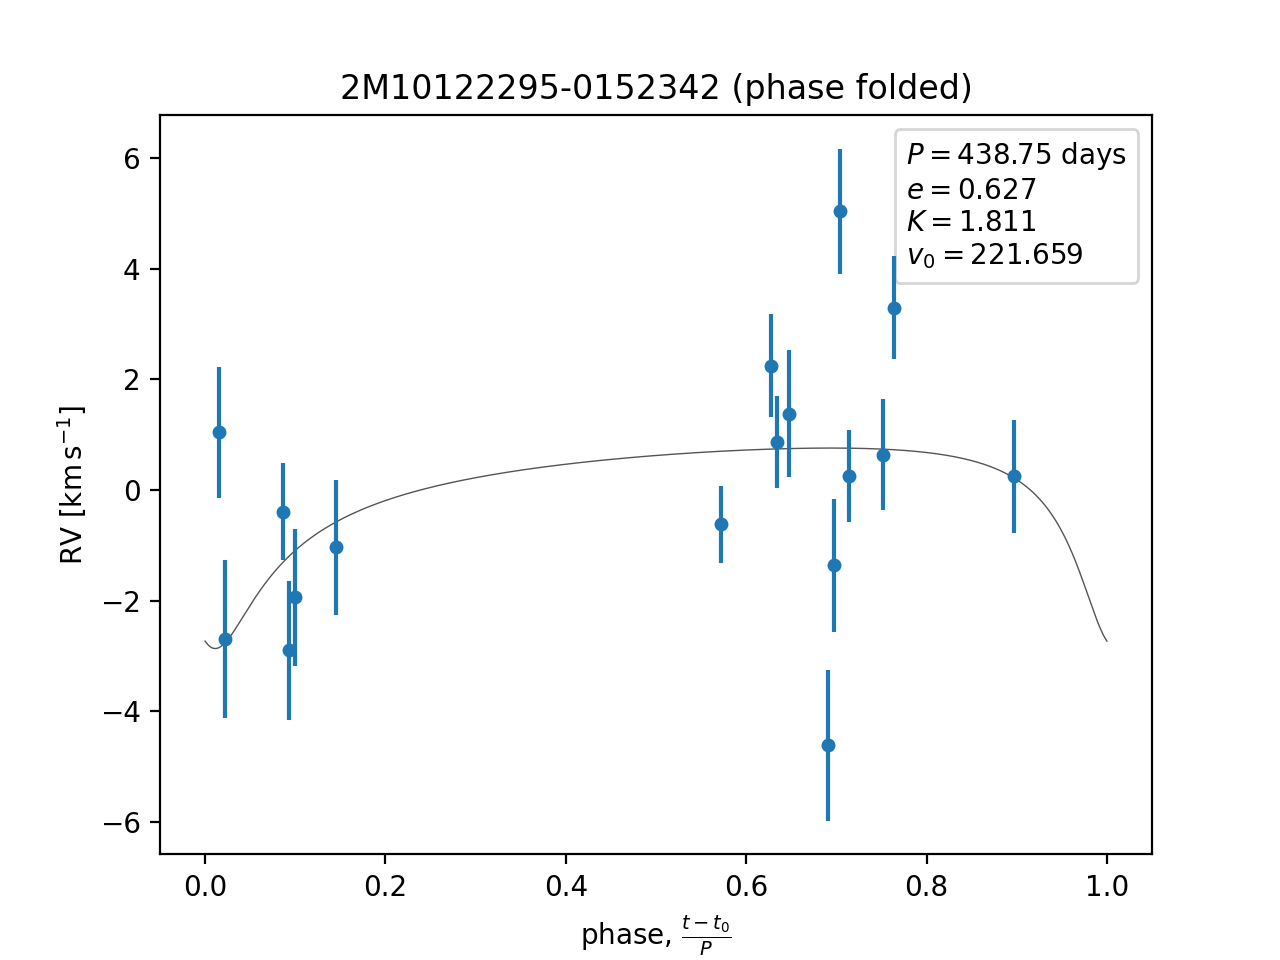 2M10122295-0152342 (phase folded)
P = 438.75 days
e = 0.627
K = 1.811
v₀ = 221.659
RV [km s⁻¹]
6
4
2
0
−2
−4
−6
0.0 0.2 0.4 0.6 0.8 1.0
phase, (t − t₀)/P